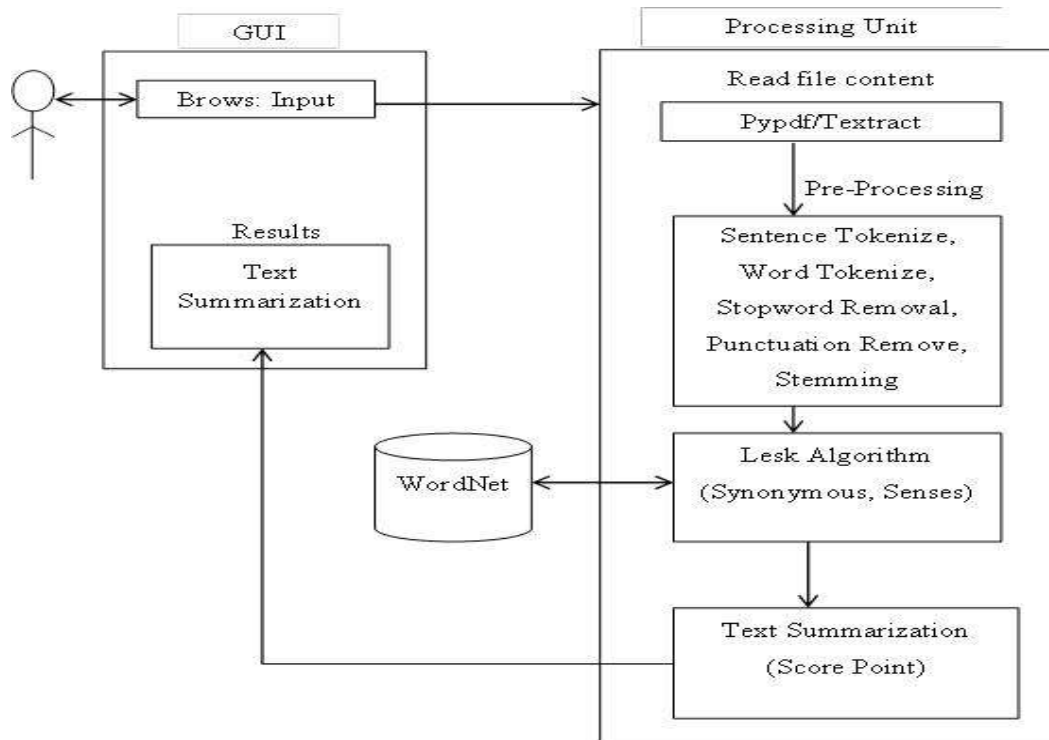 GUI
Brows: Input
Results
Text
Summarization
WordNet
Processing Unit
Read file content
Pypdf/Textract
Pre-Processing
Sentence Tokenize,
Word Tokenize,
Stopword Removal,
Punctuation Remove,
Stemming
Lesk Algorithm
(Synonymous, Senses)
Text Summarization
(Score Point)